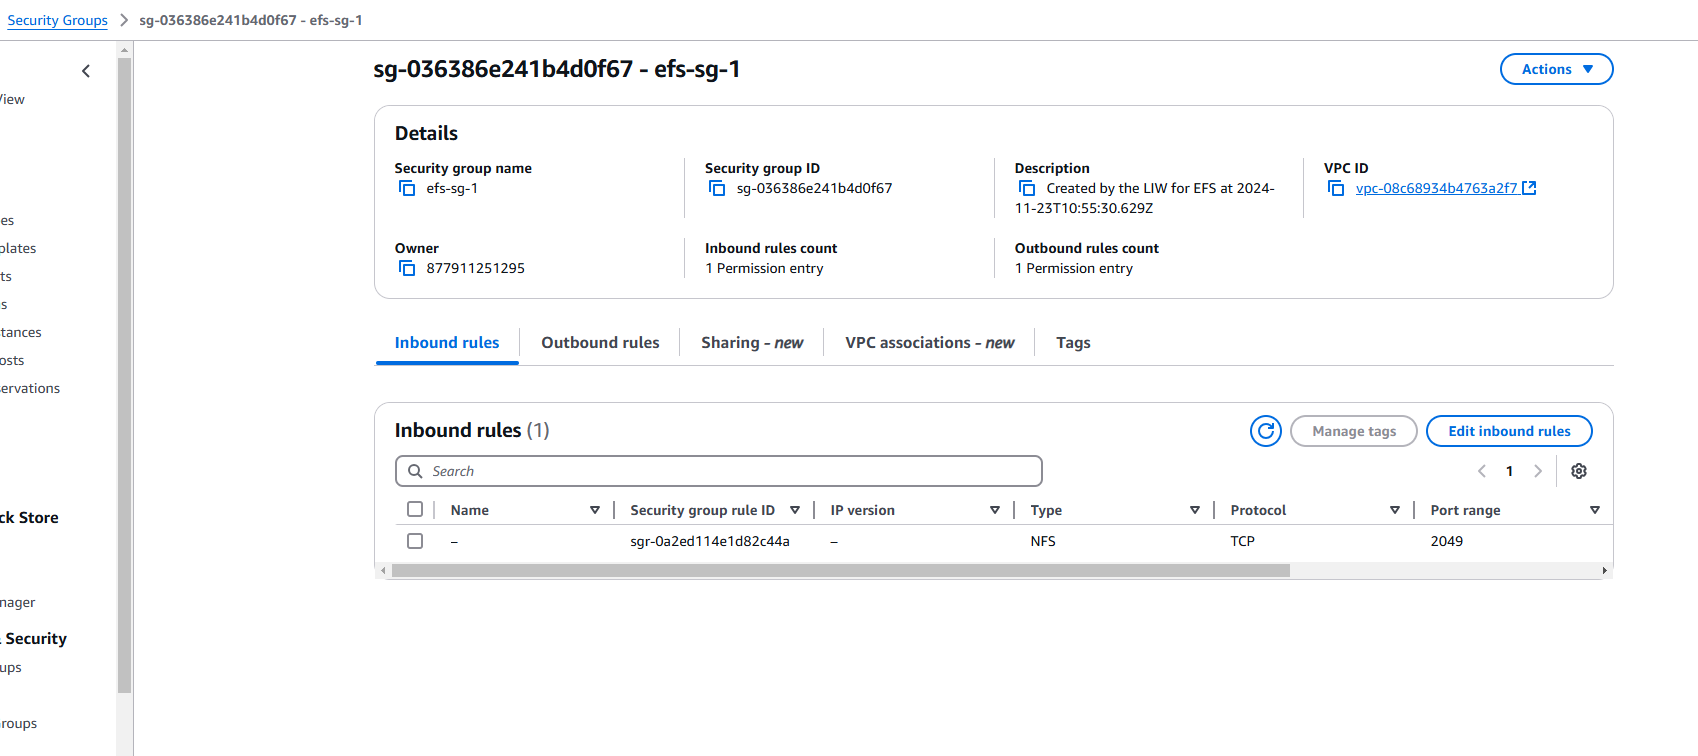 Security Groups > sg-036386e241b4d0f67 - efs-sg-1
View
es
plates
ts
s
tances
osts
ervations
ck Store
nager
Security
ups
roups
sg-036386e241b4d0f67 - efs-sg-1
Actions
Details
Security group name
efs-sg-1
Security group ID
sg-036386e241b4d0f67
Description
Created by the LIW for EFS at 2024-
11-23T10:55:30.629Z
VPC ID
vpc-08c68934b4763a2f7
Owner
877911251295
Inbound rules count
1 Permission entry
Outbound rules count
1 Permission entry
Inbound rules Outbound rules Sharing - new VPC associations - new Tags
Inbound rules (1)
Manage tags Edit inbound rules
Search
1
Name Security group rule ID IP version Type Protocol Port range
– sgr-0a2ed114e1d82c44a – NFS TCP 2049